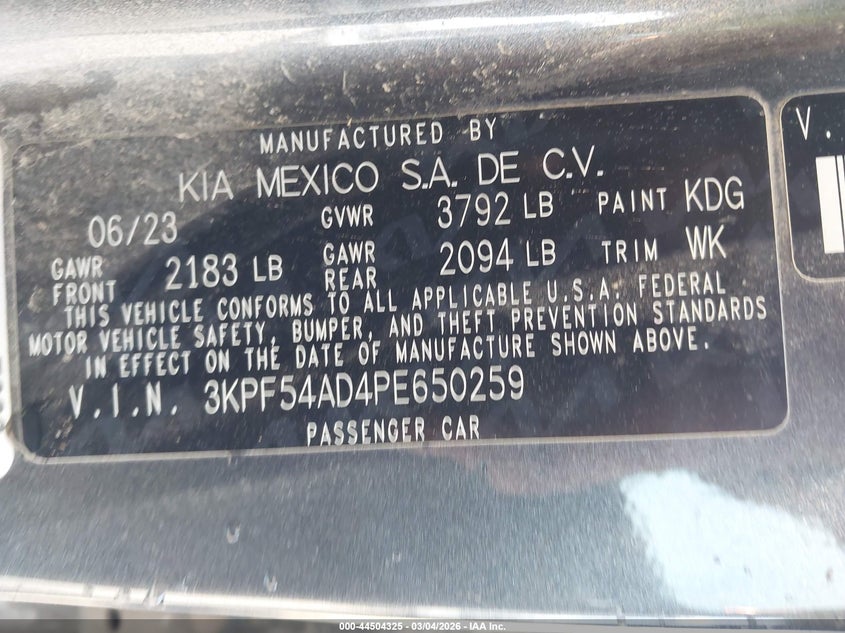 MANUFACTURED BY
KIA MEXICO S.A. DE C.V.
06/23 GVWR 3792 LB PAINT KDG
GAWR FRONT 2183 LB GAWR REAR 2094 LB TRIM WK
THIS VEHICLE CONFORMS TO ALL APPLICABLE U.S.A. FEDERAL
MOTOR VEHICLE SAFETY, BUMPER, AND THEFT PREVENTION STANDARDS
IN EFFECT ON THE DATE OF MANUFACTURE SHOWN ABOVE.
V.I.N. 3KPF54AD4PE650259
PASSENGER CAR
V.
000-44504325 | 03/04/2026 - IAA Inc.